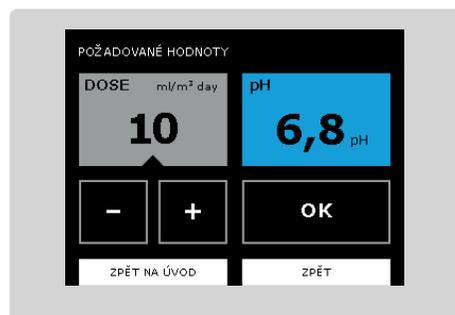 POŽADOVANÉ HODNOTY
DOSE ml/m³ day
pH
10
6,8 pH
– + OK
ZPĚT NA ÚVOD ZPĚT